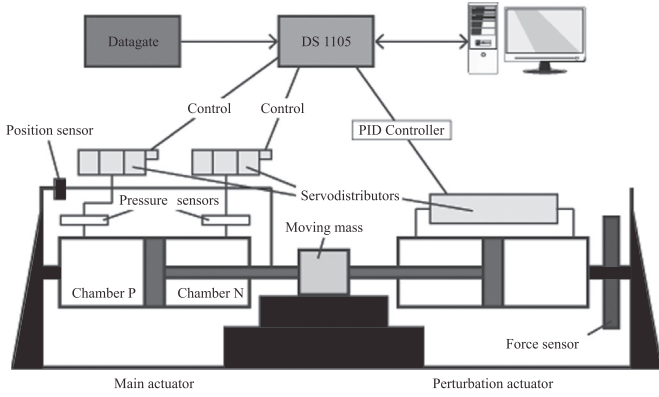 Datagate
DS 1105
Control
Control
Position sensor
PID Controller
Pressure sensors
Servodistributors
Moving mass
Chamber P
Chamber N
Force sensor
Main actuator
Perturbation actuator